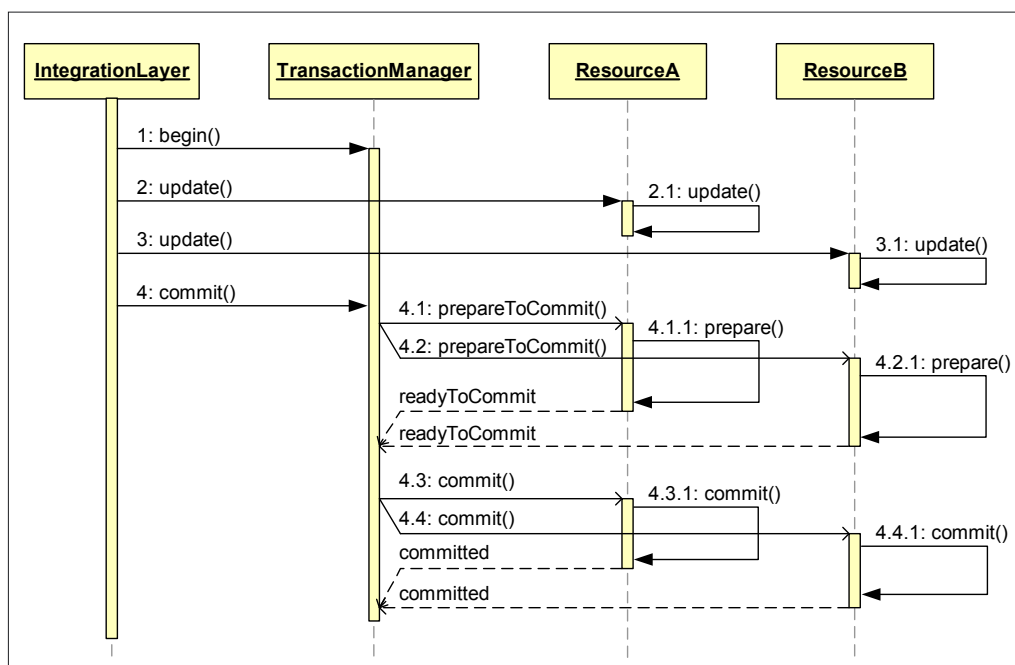 IntegrationLayer
TransactionManager
ResourceA
ResourceB
1: begin()
2: update()
2.1: update()
3: update()
3.1: update()
4: commit()
4.1: prepareToCommit()
4.1.1: prepare()
4.2: prepareToCommit()
4.2.1: prepare()
readyToCommit
readyToCommit
4.3: commit()
4.3.1: commit()
4.4: commit()
4.4.1: commit()
committed
committed